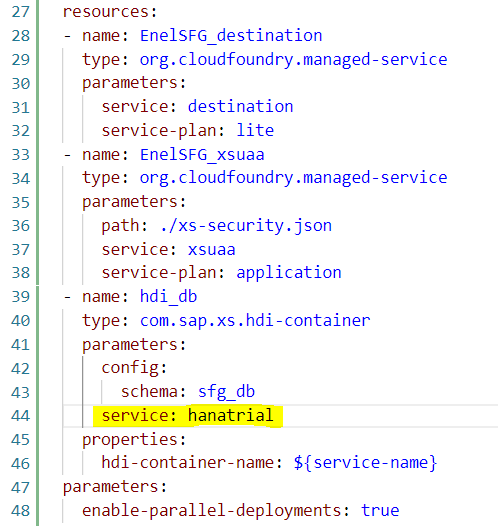 27 resources:
28 - name: EnelSFG_destination
29 type: org.cloudfoundry.managed-service
30 parameters:
31 service: destination
32 service-plan: lite
33 - name: EnelSFG_xsuaa
34 type: org.cloudfoundry.managed-service
35 parameters:
36 path: ./xs-security.json
37 service: xsuaa
38 service-plan: application
39 - name: hdi_db
40 type: com.sap.xs.hdi-container
41 parameters:
42 config:
43 schema: sfg_db
44 service: hanatrial
45 properties:
46 hdi-container-name: ${service-name}
47 parameters:
48 enable-parallel-deployments: true